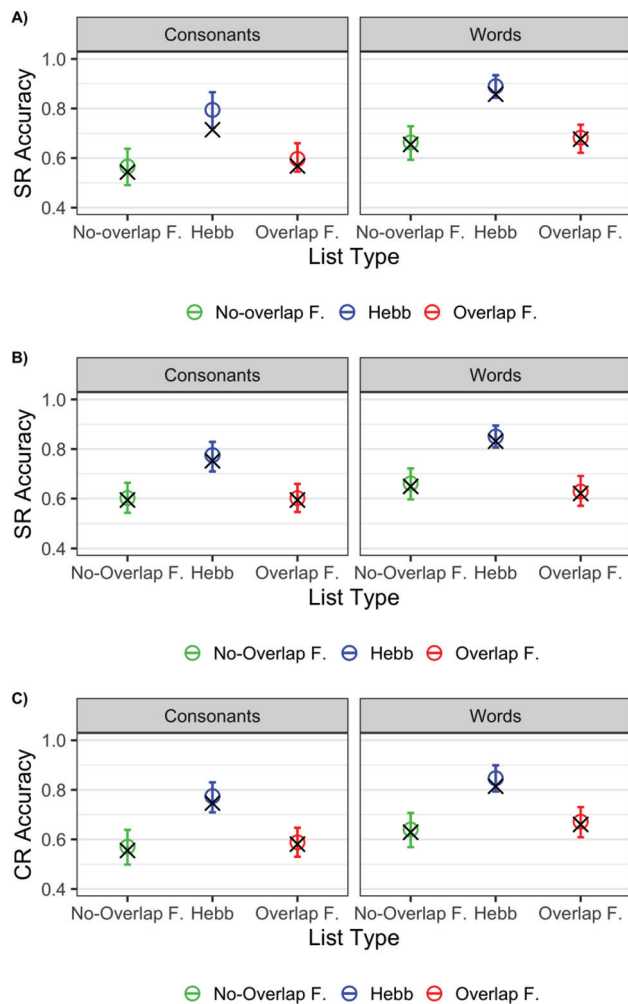 A)
Consonants Words
1.0
0.8
0.6
0.4
SR Accuracy
No-overlap F. Hebb Overlap F. No-overlap F. Hebb Overlap F.
List Type
No-overlap F. Hebb Overlap F.
B)
Consonants Words
1.0
0.8
0.6
0.4
SR Accuracy
No-Overlap F. Hebb Overlap F. No-Overlap F. Hebb Overlap F.
List Type
No-Overlap F. Hebb Overlap F.
C)
Consonants Words
1.0
0.8
0.6
0.4
CR Accuracy
No-Overlap F. Hebb Overlap F. No-Overlap F. Hebb Overlap F.
List Type
No-Overlap F. Hebb Overlap F.